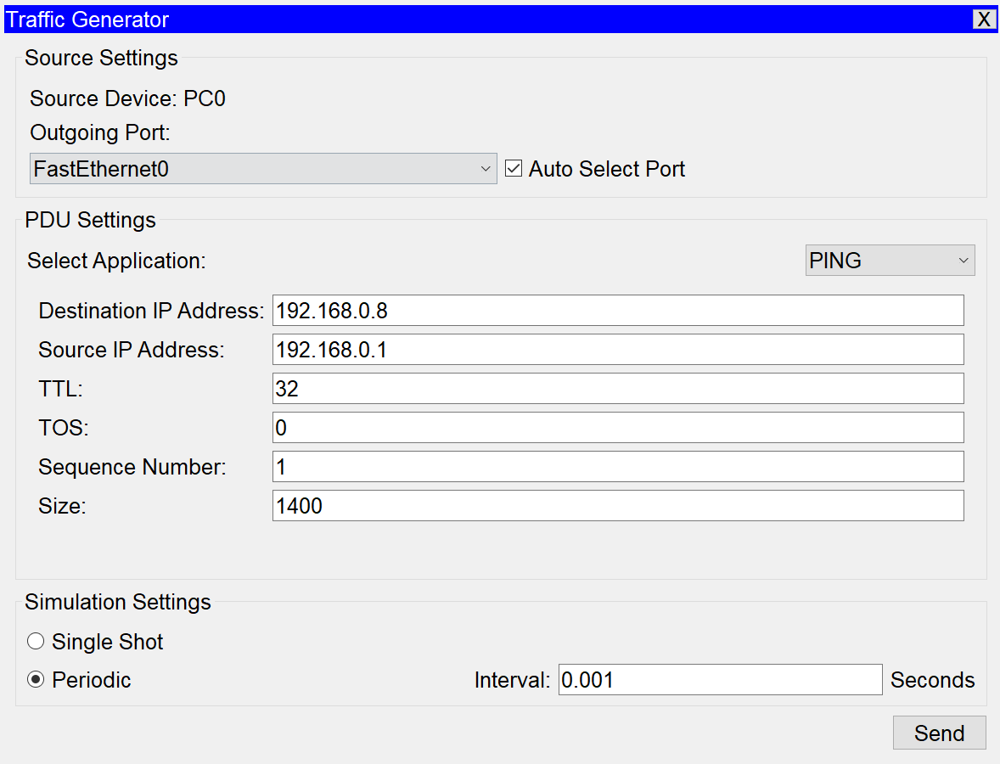 Traffic Generator X
Source Settings
Source Device: PC0
Outgoing Port:
FastEthernet0 Auto Select Port
PDU Settings
Select Application: PING
Destination IP Address: 192.168.0.8
Source IP Address: 192.168.0.1
TTL: 32
TOS: 0
Sequence Number: 1
Size: 1400
Simulation Settings
Single Shot
Periodic Interval: 0.001 Seconds
Send